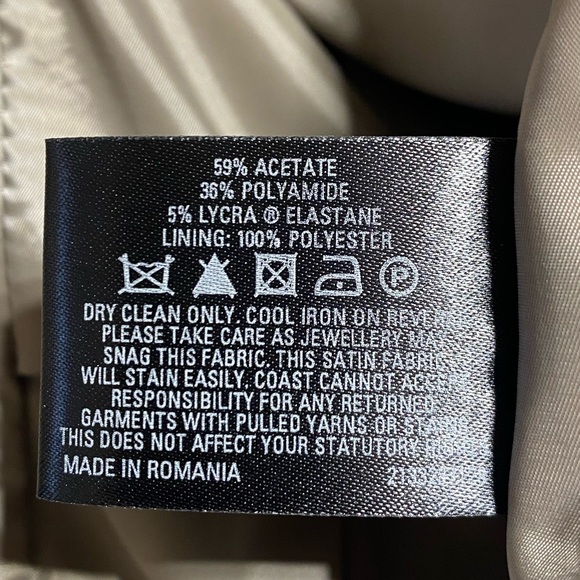 59% ACETATE
36% POLYAMIDE
5% LYCRA ® ELASTANE
LINING: 100% POLYESTER
P
DRY CLEAN ONLY. COOL IRON ON
PLEASE TAKE CARE AS JEWELLERY
SNAG THIS FABRIC. THIS SATIN FABRIC
WILL STAIN EASILY. COAST CANNOT ACCEPT
RESPONSIBILITY FOR ANY RETURNED
GARMENTS WITH PULLED YARNS OR
THIS DOES NOT AFFECT YOUR STATUTORY
MADE IN ROMANIA